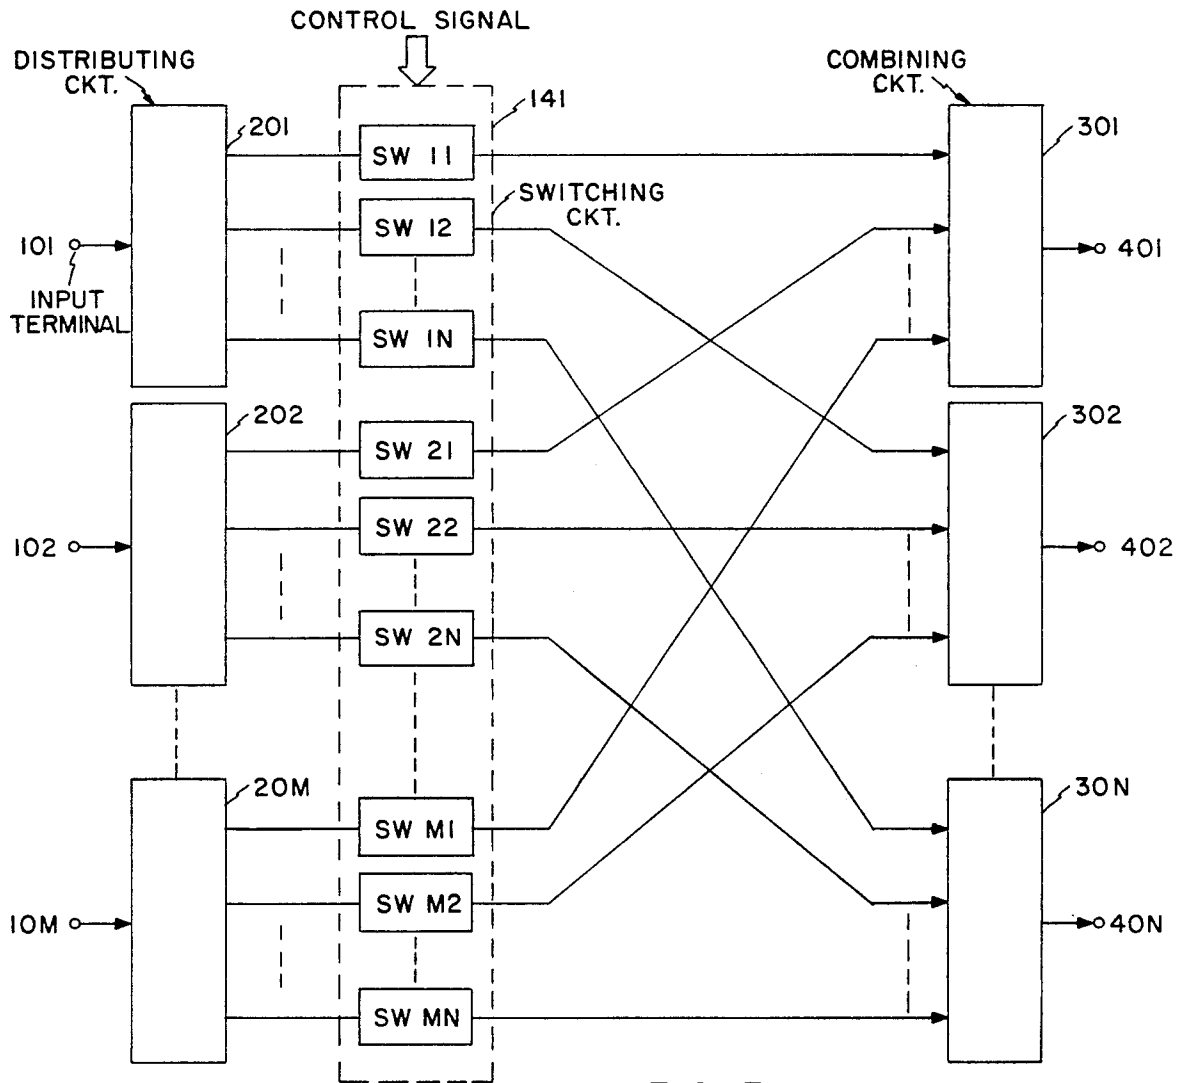 CONTROL SIGNAL
DISTRIBUTING
CKT.
COMBINING
CKT.
141
201
301
SW 11
SWITCHING
CKT.
SW 12
101
401
INPUT
TERMINAL
SW 1N
202
302
SW 21
SW 22
102
402
SW 2N
20M
30N
SW M1
SW M2
10M
40N
SW MN